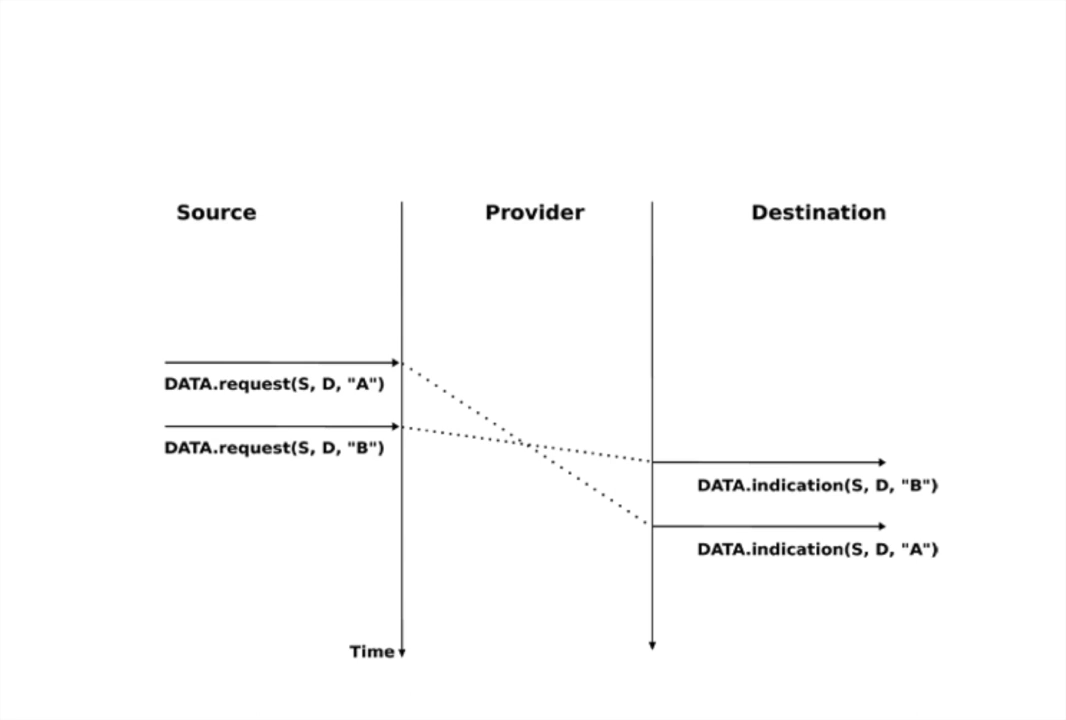 Source Provider Destination
DATA.request(S, D, "A")
DATA.request(S, D, "B")
DATA.indication(S, D, "B")
DATA.indication(S, D, "A")
Time